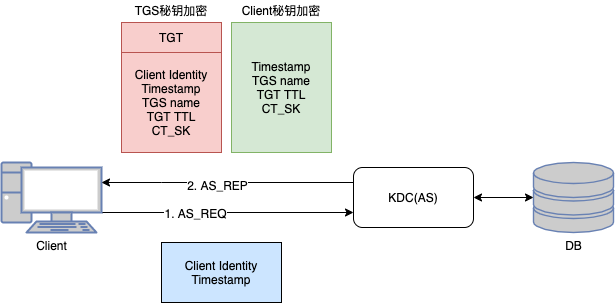 TGS秘钥加密
Client秘钥加密
TGT
Client Identity
Timestamp
TGS name
TGT TTL
CT_SK
Timestamp
TGS name
TGT TTL
CT_SK
2. AS_REP
1. AS_REQ
KDC(AS)
Client
DB
Client Identity
Timestamp